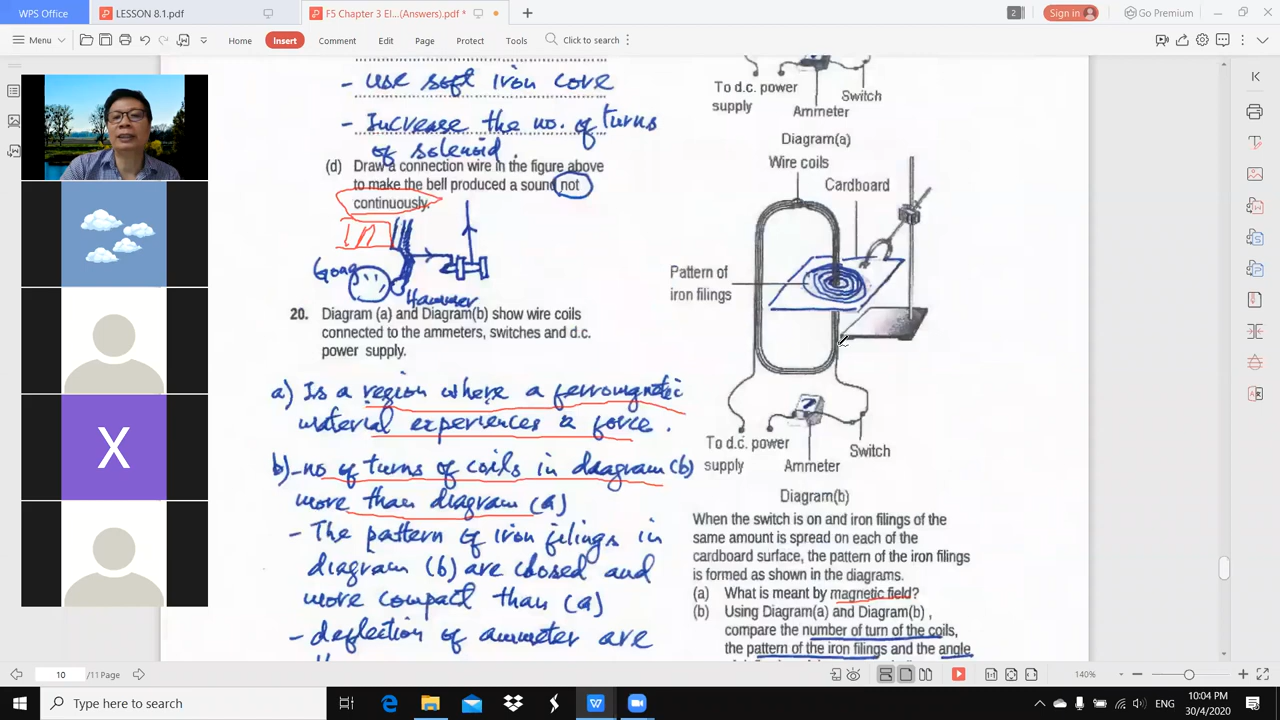 WPS Office
LESSON 8.1.pdf
F5 Chapter 3 El...(Answers).pdf *
2
Sign in
Go Premium
Menu
Home
Insert
Comment
Edit
Page
Protect
Tools
Click to search
- Use soft iron core
- Increase the no. of turns
of solenoid.
(d) Draw a connection wire in the figure above
to make the bell produced a sound not
continuously.
Gong
Hammer
20. Diagram (a) and Diagram(b) show wire coils
connected to the ammeters, switches and d.c.
power supply.
a) Is a region where a ferromgnetic
material experiences a force.
b) - no of turns of coils in diagram (b)
more than diagram (a)
- The pattern of iron filings in
diagram (b) are closed and
more compact than (a)
- deflection of ammeter are
To d.c. power
supply
Switch
Ammeter
Diagram(a)
Wire coils
Cardboard
Pattern of
iron filings
To d.c. power
supply
Switch
Ammeter
Diagram(b)
When the switch is on and iron filings of the
same amount is spread on each of the
cardboard surface, the pattern of the iron filings
is formed as shown in the diagrams.
(a) What is meant by magnetic field?
(b) Using Diagram(a) and Diagram(b) ,
compare the number of turn of the coils,
the pattern of the iron filings and the angle
X
10
/11 Page
140%
Type here to search
ENG
10:04 PM
30/4/2020